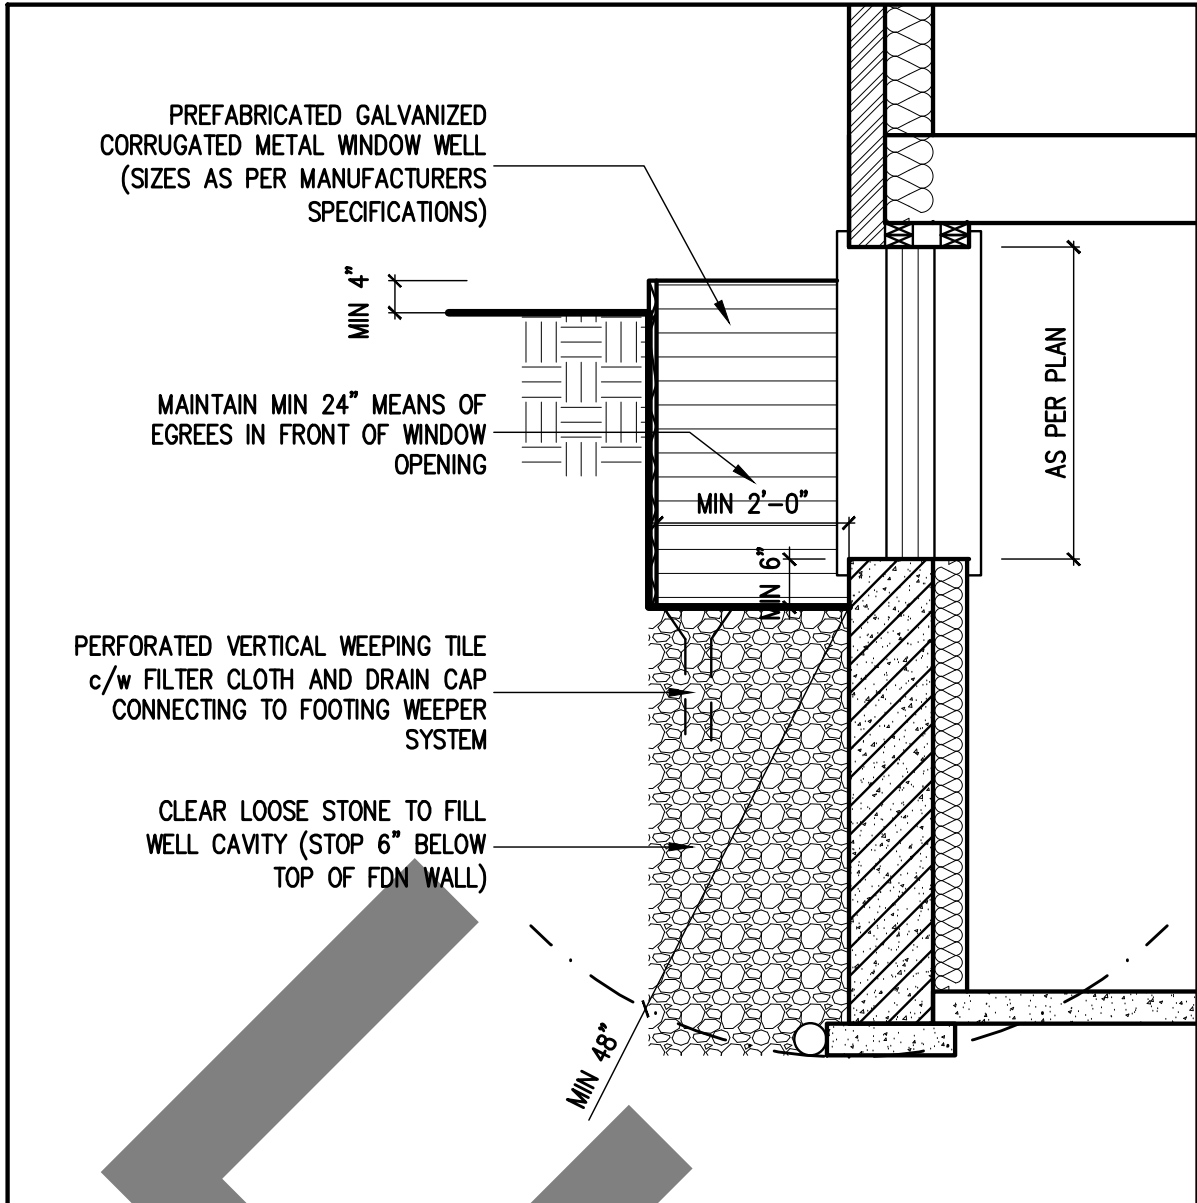 PREFABRICATED GALVANIZED
CORRUGATED METAL WINDOW WELL
(SIZES AS PER MANUFACTURERS
SPECIFICATIONS)
MIN 4"
MAINTAIN MIN 24" MEANS OF
EGREES IN FRONT OF WINDOW
OPENING
MIN 2'-0"
MIN 6"
AS PER PLAN
PERFORATED VERTICAL WEEPING TILE
c/w FILTER CLOTH AND DRAIN CAP
CONNECTING TO FOOTING WEEPER
SYSTEM
CLEAR LOOSE STONE TO FILL
WELL CAVITY (STOP 6" BELOW
TOP OF FDN WALL)
MIN 48"